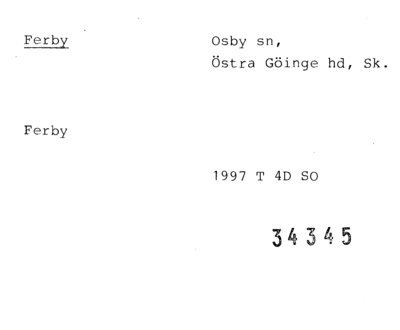 Ferby
Osby sn,
Östra Göinge hd, Sk.
Ferby
1997 T 4D SO
34345